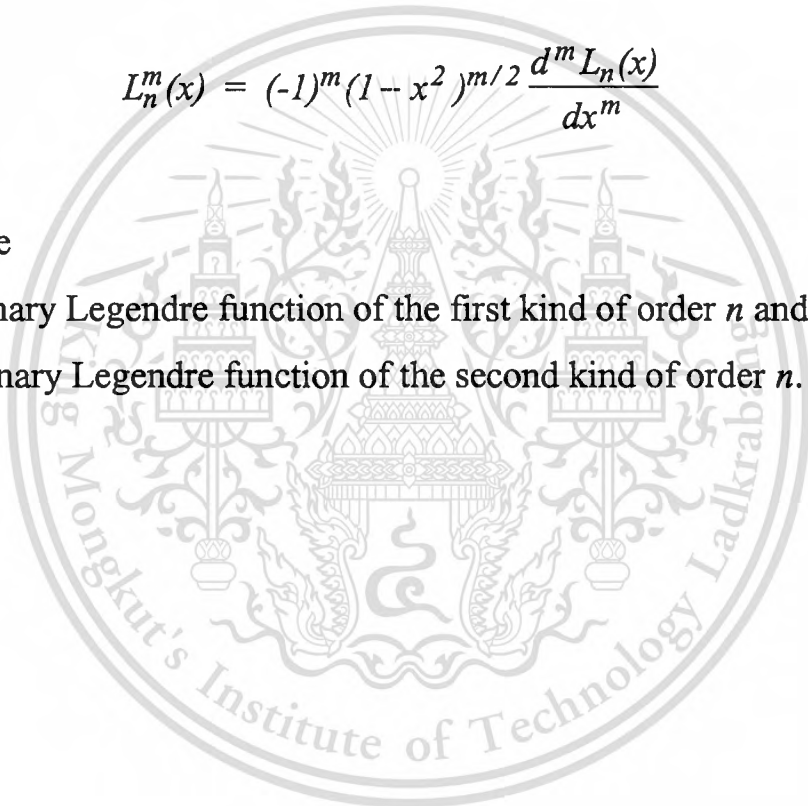 L_n^m(x) = (-1)^m (1 - x^2)^{m/2} \frac{d^m L_n(x)}{dx^m}
e
nary Legendre function of the first kind of order n and
nary Legendre function of the second kind of order n.
King Mongkut's Institute of Technology Ladkrabang